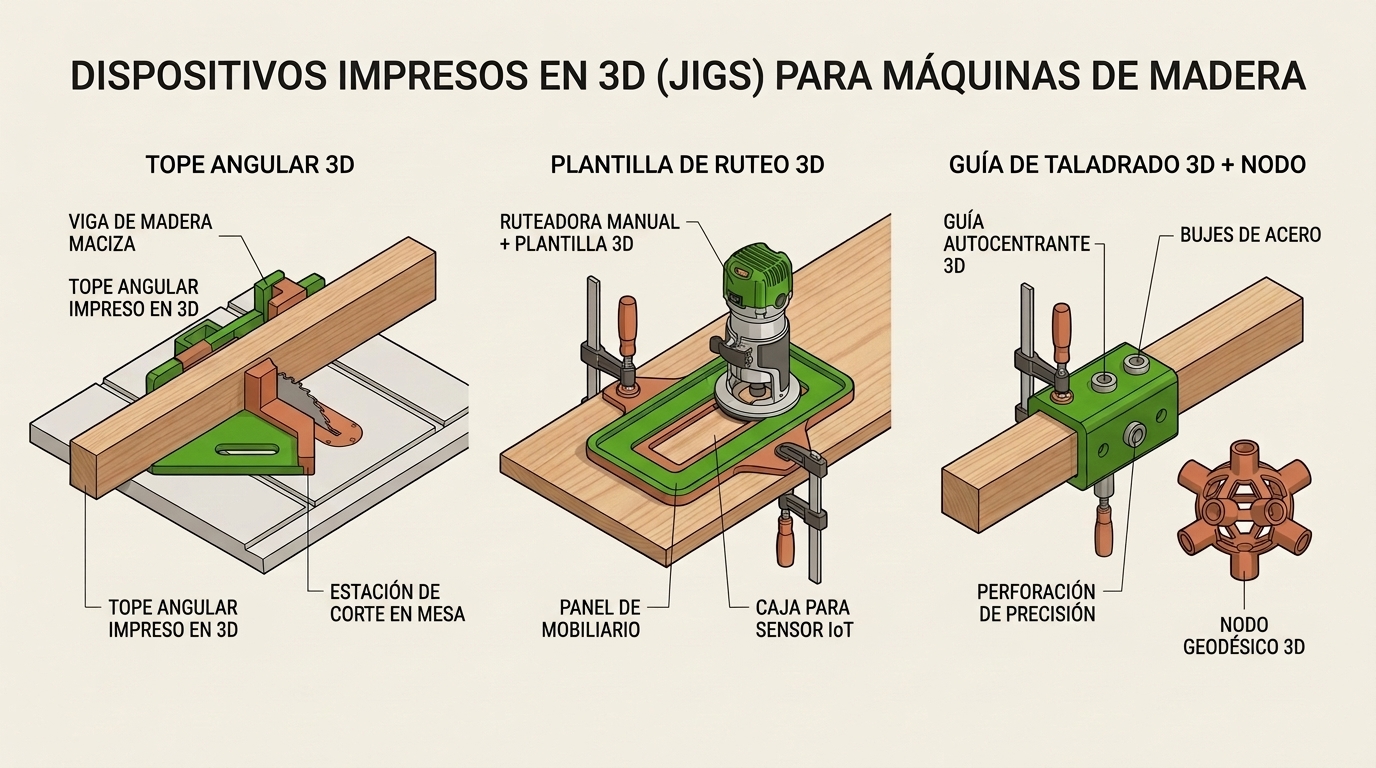 DISPOSITIVOS IMPRESOS EN 3D (JIGS) PARA MÁQUINAS DE MADERA
TOPE ANGULAR 3D
VIGA DE MADERA
MACIZA
TOPE ANGULAR
IMPRESO EN 3D
TOPE ANGULAR
IMPRESO EN 3D
ESTACIÓN DE
CORTE EN MESA
PLANTILLA DE RUTEO 3D
RUTEADORA MANUAL
+ PLANTILLA 3D
PANEL DE
MOBILIARIO
CAJA PARA
SENSOR IoT
GUÍA DE TALADRADO 3D + NODO
GUÍA
AUTOCENTRANTE
3D
BUJES DE ACERO
PERFORACIÓN
DE PRECISIÓN
NODO
GEODÉSICO 3D